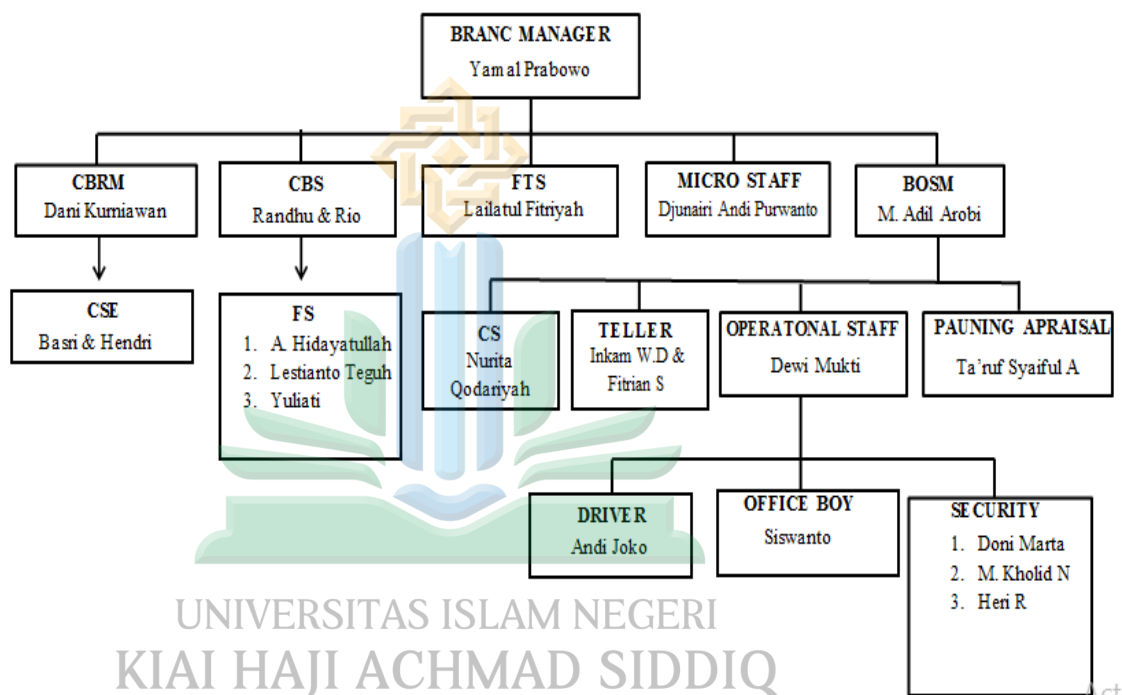 BRANC MANAGER
Yamal Prabowo
CBRM
Dani Kurniawan
CBS
Randhu & Rio
FTS
Lailatul Fitriyah
MICRO STAFF
Djunairi Andi Purwanto
BOSM
M. Adil Arobi
CSE
Basri & Hendri
FS
1. A. Hidayatullah
2. Lestianto Teguh
3. Yuliati
CS
Nurita
Qodariyah
TELLER
Inkam W.D &
Fitrian S
OPERATONAL STAFF
Dewi Mukti
PAUNING APRAISAL
Ta'ruf Syaiful A
DRIVER
Andi Joko
OFFICE BOY
Siswanto
SECURITY
1. Doni Marta
2. M. Kholid N
3. Heri R
UNIVERSITAS ISLAM NEGERI
KIAI HAJI ACHMAD SIDDIQ